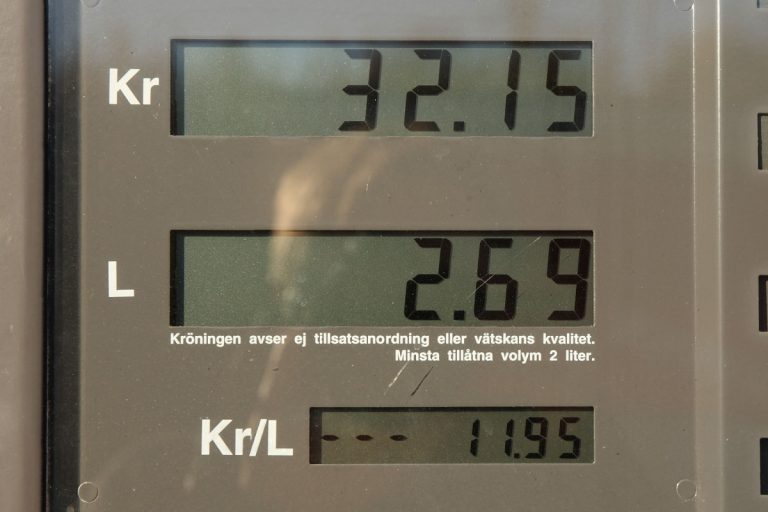 Kr 32.15
L 2.69
Kröningen avser ej tillsatsanordning eller vätskans kvalitet.
Minsta tillåtna volym 2 liter.
Kr/L --- 11.95